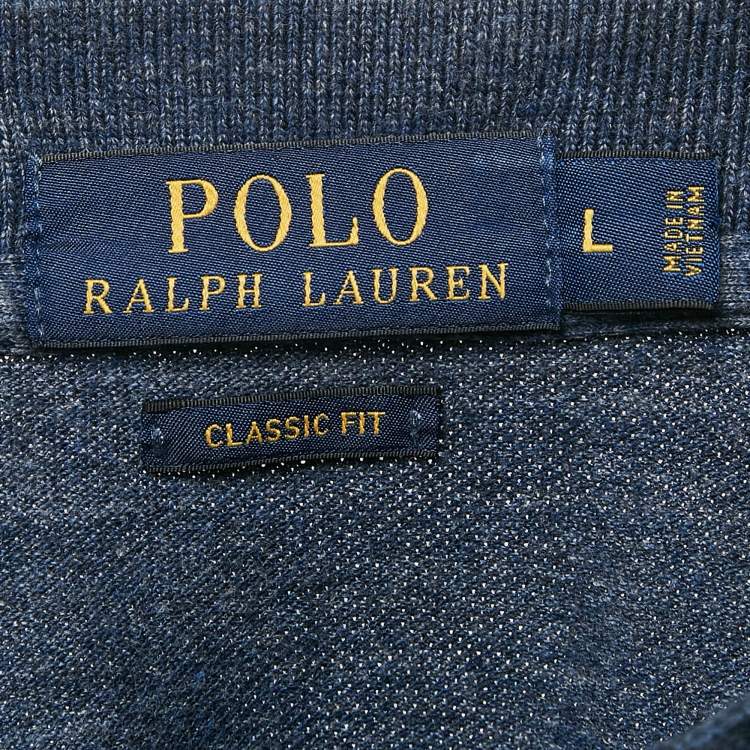 POLO
RALPH LAUREN
L
MADE IN
VIETNAM
CLASSIC FIT